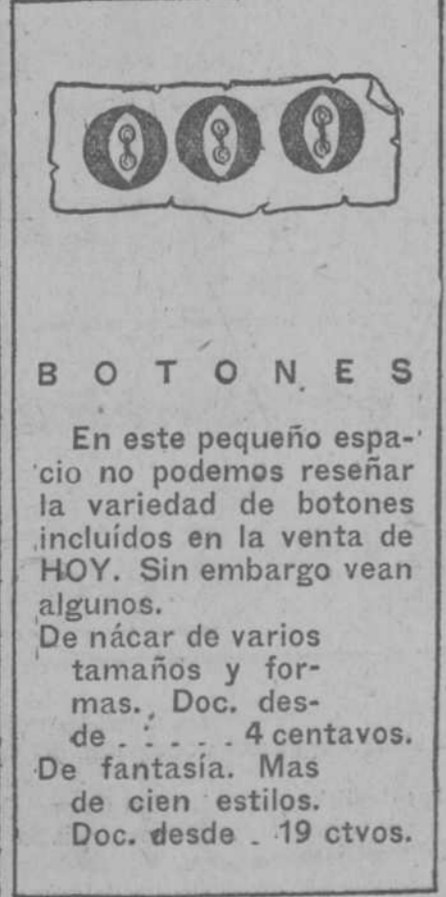 BOTONES
En este pequeño espa-
cio no podemos reseñar
la variedad de botones
incluídos en la venta de
HOY. Sin embargo vean
algunos.
De nácar de varios
tamaños y for-
mas. Doc. des-
de . . . . . 4 centavos.
De fantasía. Mas
de cien estilos.
Doc. desde . 19 ctvos.